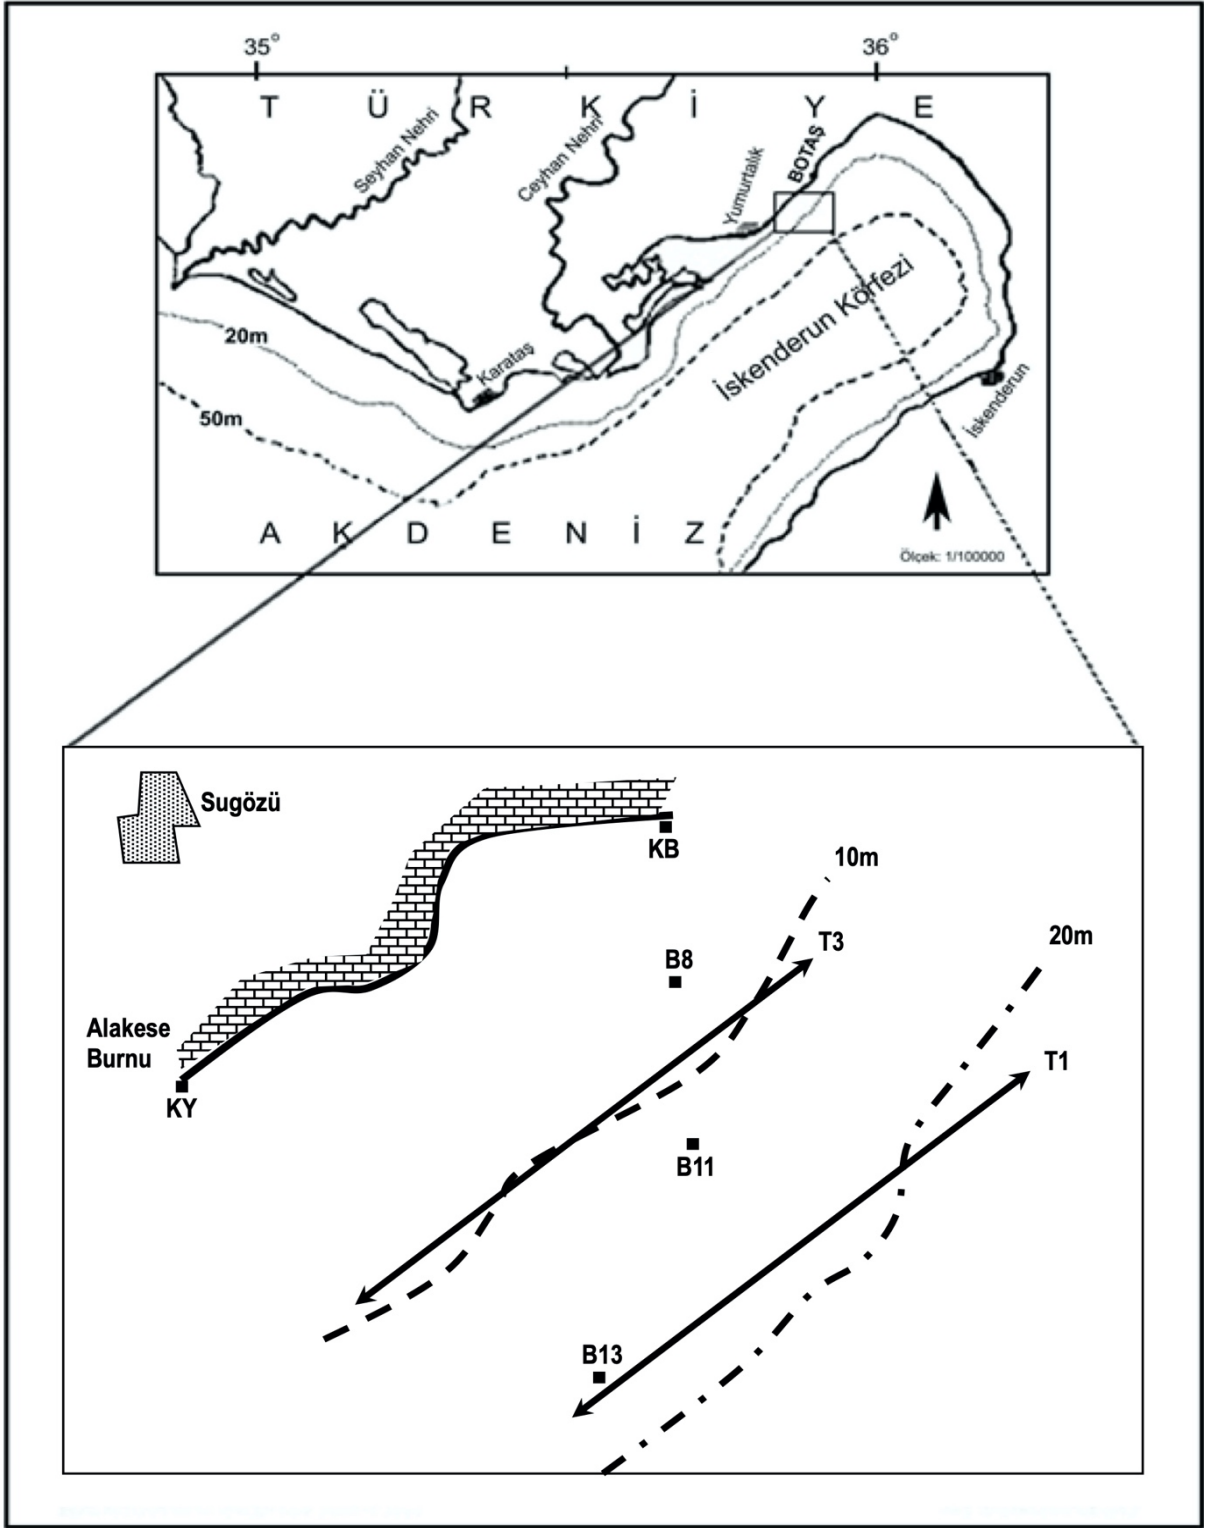 35° 36°
T Ü R K İ Y E
Seyhan Nehri
Ceyhan Nehri
Yumurtalık
BOTAŞ
İskenderun Körfezi
20m
Karataş
50m
İskenderun
A K D E N İ Z
Ölçek: 1/100000
Sugözü
KB
10m
T3
20m
B8
Alakese
Burnu
T1
KY
B11
B13